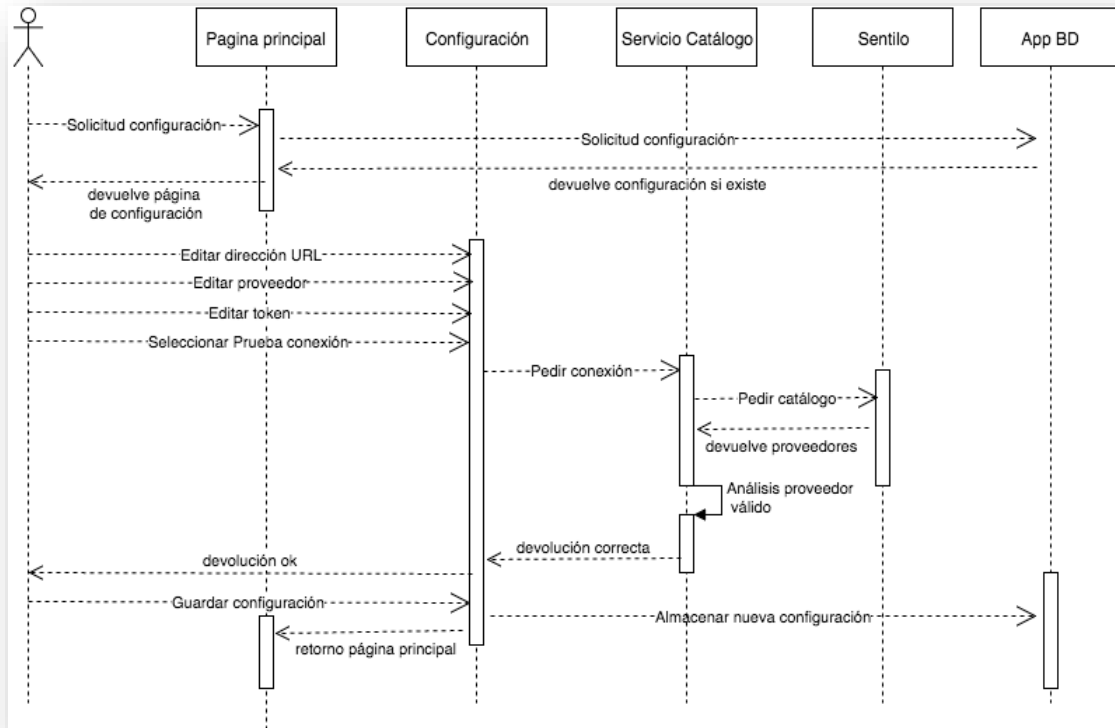 Pagina principal
Configuración
Servicio Catálogo
Sentilo
App BD
Solicitud configuración
Solicitud configuración
devuelve configuración si existe
devuelve página
de configuración
Editar dirección URL
Editar proveedor
Editar token
Seleccionar Prueba conexión
Pedir conexión
Pedir catálogo
devuelve proveedores
Análisis proveedor
válido
devolución correcta
devolución ok
Guardar configuración
Almacenar nueva configuración
retorno página principal